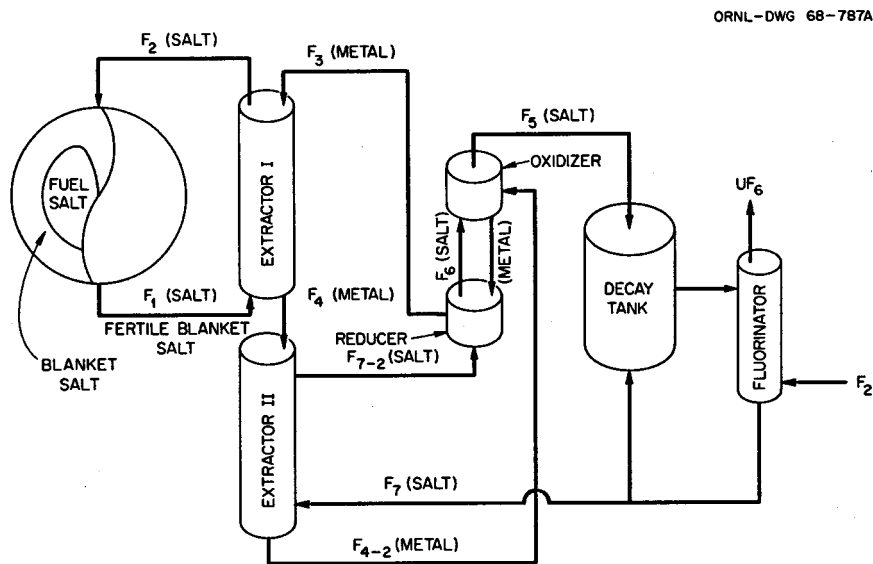 ORNL-DWG 68-787A
F2 (SALT)
F3 (METAL)
F5 (SALT)
OXIDIZER
FUEL
SALT
EXTRACTOR I
UF6
F6 (SALT)
(METAL)
DECAY
TANK
FLUORINATOR
F1 (SALT)
F4 (METAL)
FERTILE BLANKET
SALT
REDUCER
F7-2 (SALT)
BLANKET
SALT
F2
EXTRACTOR II
F7 (SALT)
F4-2 (METAL)